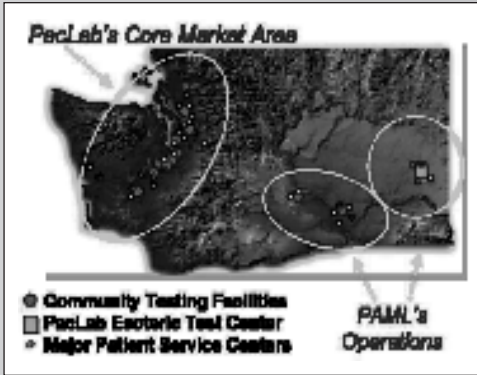 PacLab's Core Market Area
Community Testing Facilities
PacLab Esoteric Test Center
Major Patient Service Centers
PAML's
Operations